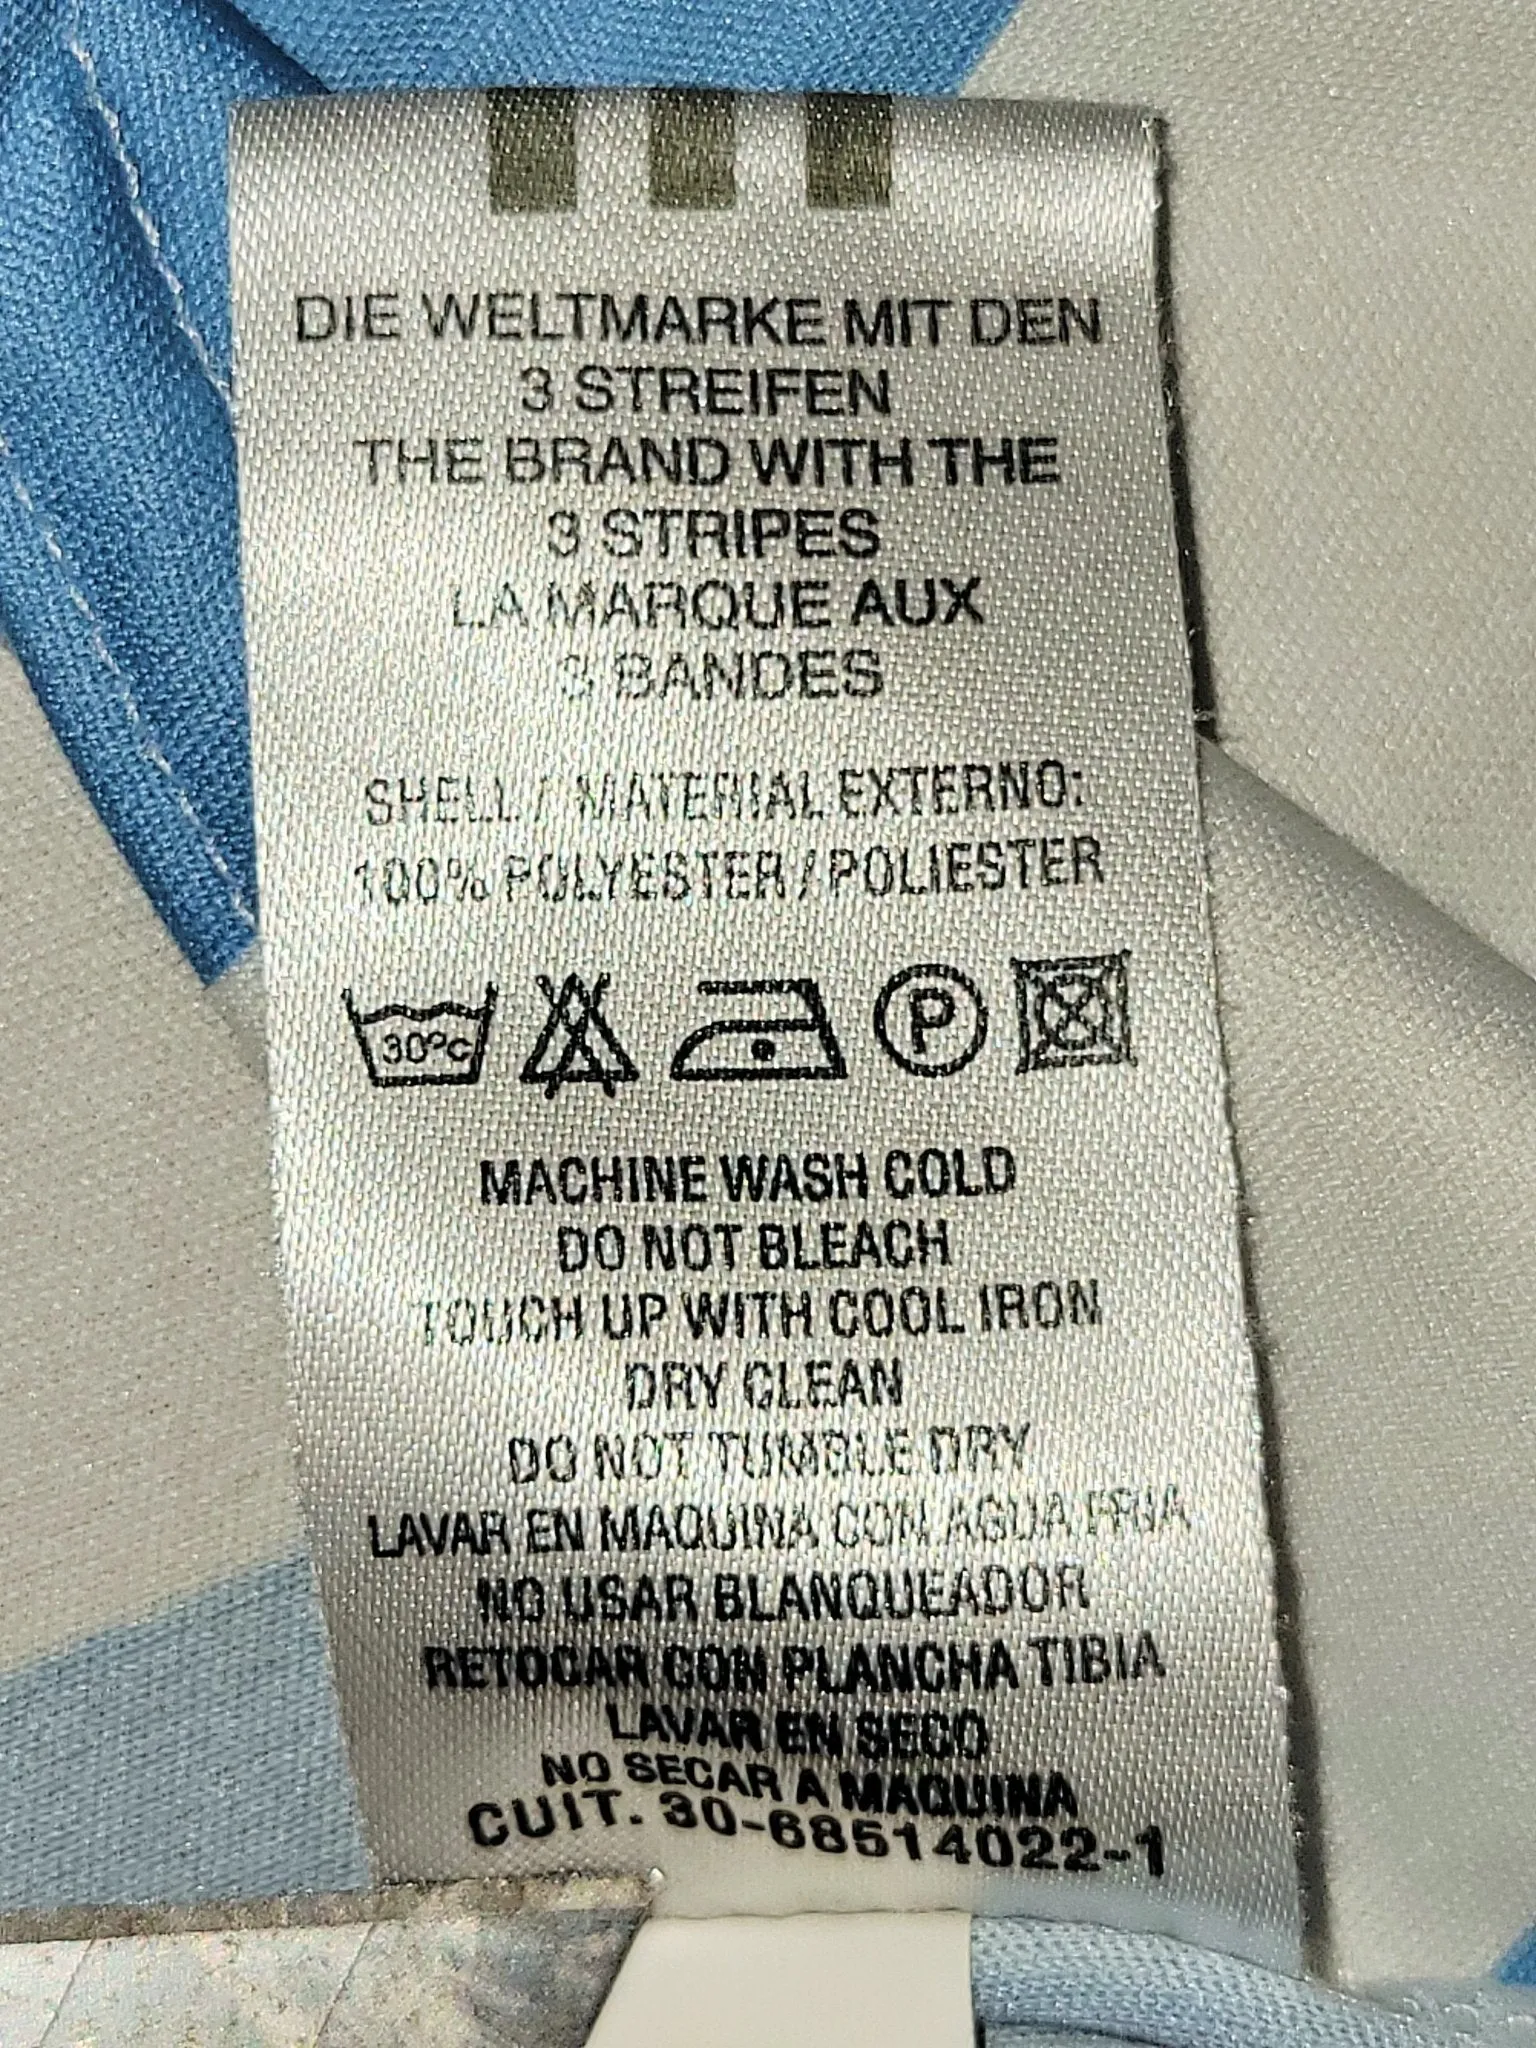 DIE WELTMARKE MIT DEN
3 STREIFEN
THE BRAND WITH THE
3 STRIPES
LA MARQUE AUX
3 BANDES
SHELL / MATERIAL EXTERNO:
100% POLYESTER / POLIESTER
30°C P
MACHINE WASH COLD
DO NOT BLEACH
TOUCH UP WITH COOL IRON
DRY CLEAN
DO NOT TUMBLE DRY
LAVAR EN MAQUINA CON AGUA FRIA
NO USAR BLANQUEADOR
RETOCAR CON PLANCHA TIBIA
LAVAR EN SECO
NO SECAR A MAQUINA
CUIT. 30-68514022-1